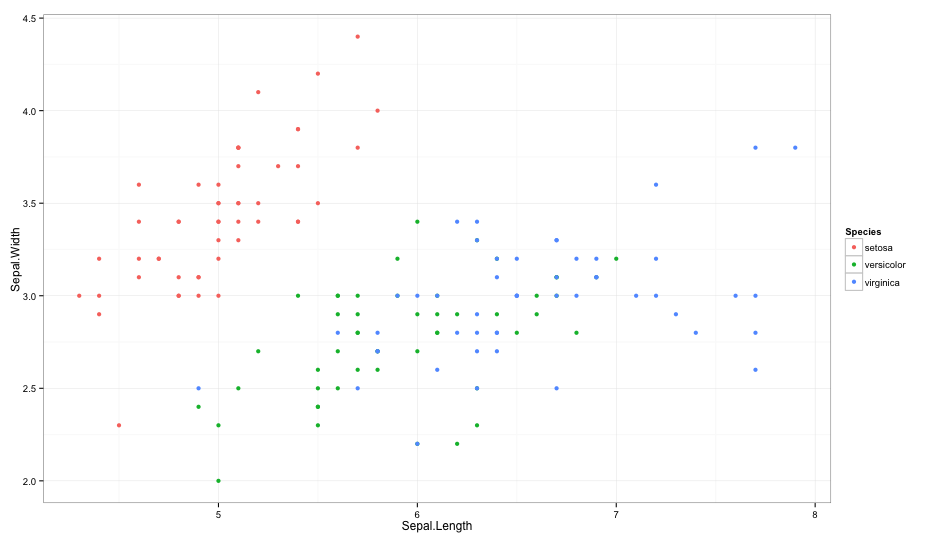 4.5
4.0
3.5
3.0
2.5
2.0
Sepal.Width
5 6 7 8
Sepal.Length
Species
setosa
versicolor
virginica